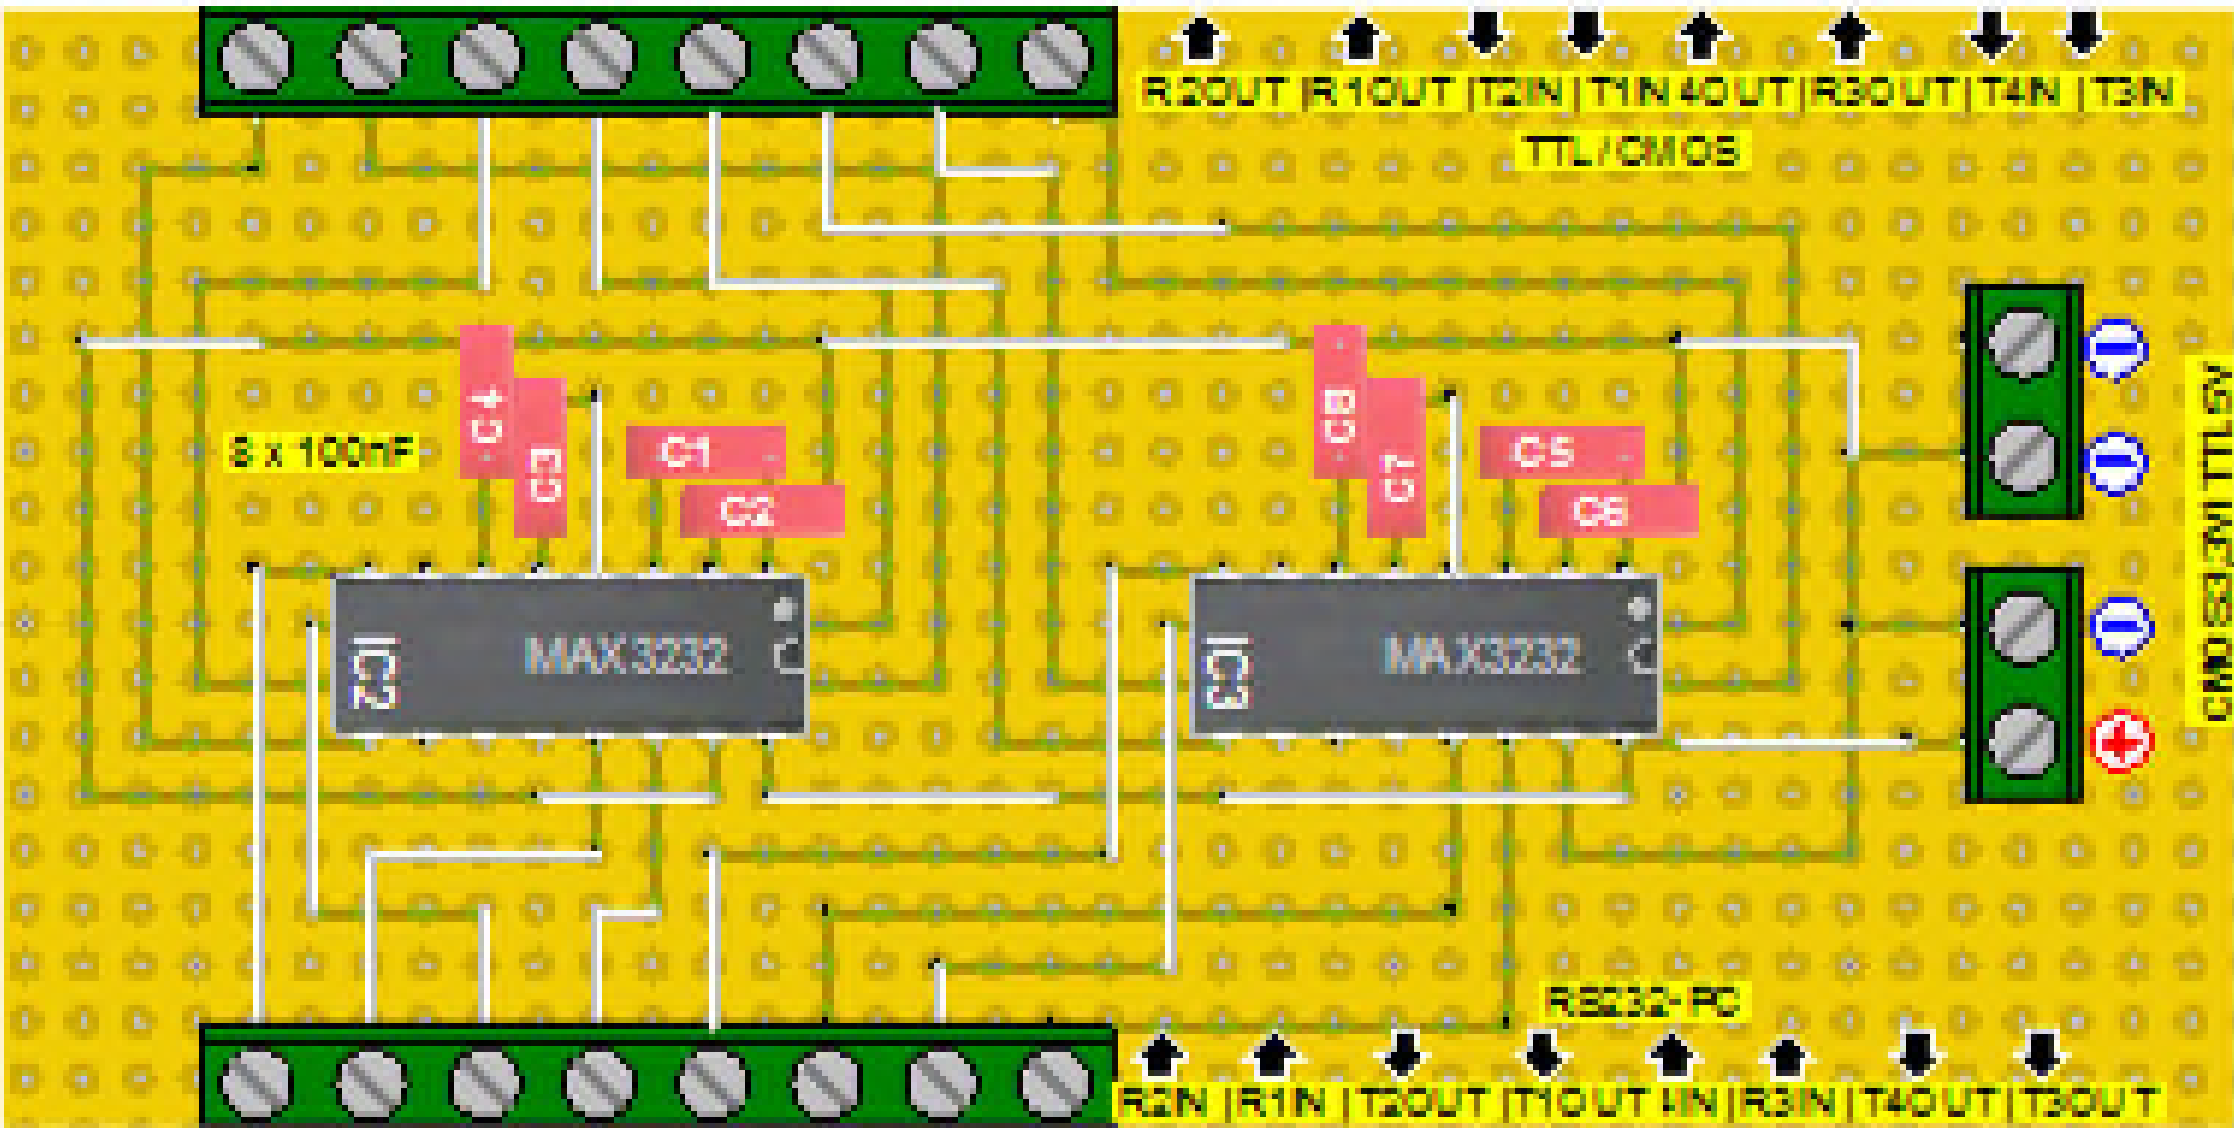 R2OUT |R1OUT |T2IN |T1IN 4OUT |R3OUT |T4IN |T3IN
TTL / CMOS
C4
C8
8 x 100nF
C3
C1
C7
C5
C2
C6
CMOS 3,3V I TTL 5V
IC2
MAX3232
IC3
MAX3232
RS232- PC
R2IN |R1IN |T2OUT |T1OUT 4IN |R3IN |T4OUT |T3OUT